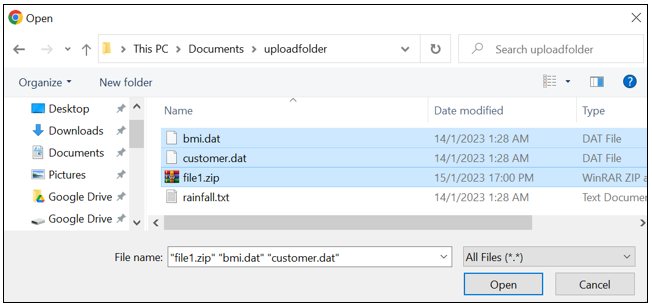 Open
This PC > Documents > uploadfolder
Search uploadfolder
Organize
New folder
Name
Date modified
Type
Desktop
Downloads
Documents
Pictures
Google Drive
Google Drive
bmi.dat 14/1/2023 1:28 AM DAT File
customer.dat 14/1/2023 1:28 AM DAT File
file1.zip 15/1/2023 17:00 PM WinRAR ZIP a
rainfall.txt 14/1/2023 1:28 AM Text Docume
File name: "file1.zip" "bmi.dat" "customer.dat"
All Files (*.*)
Open
Cancel